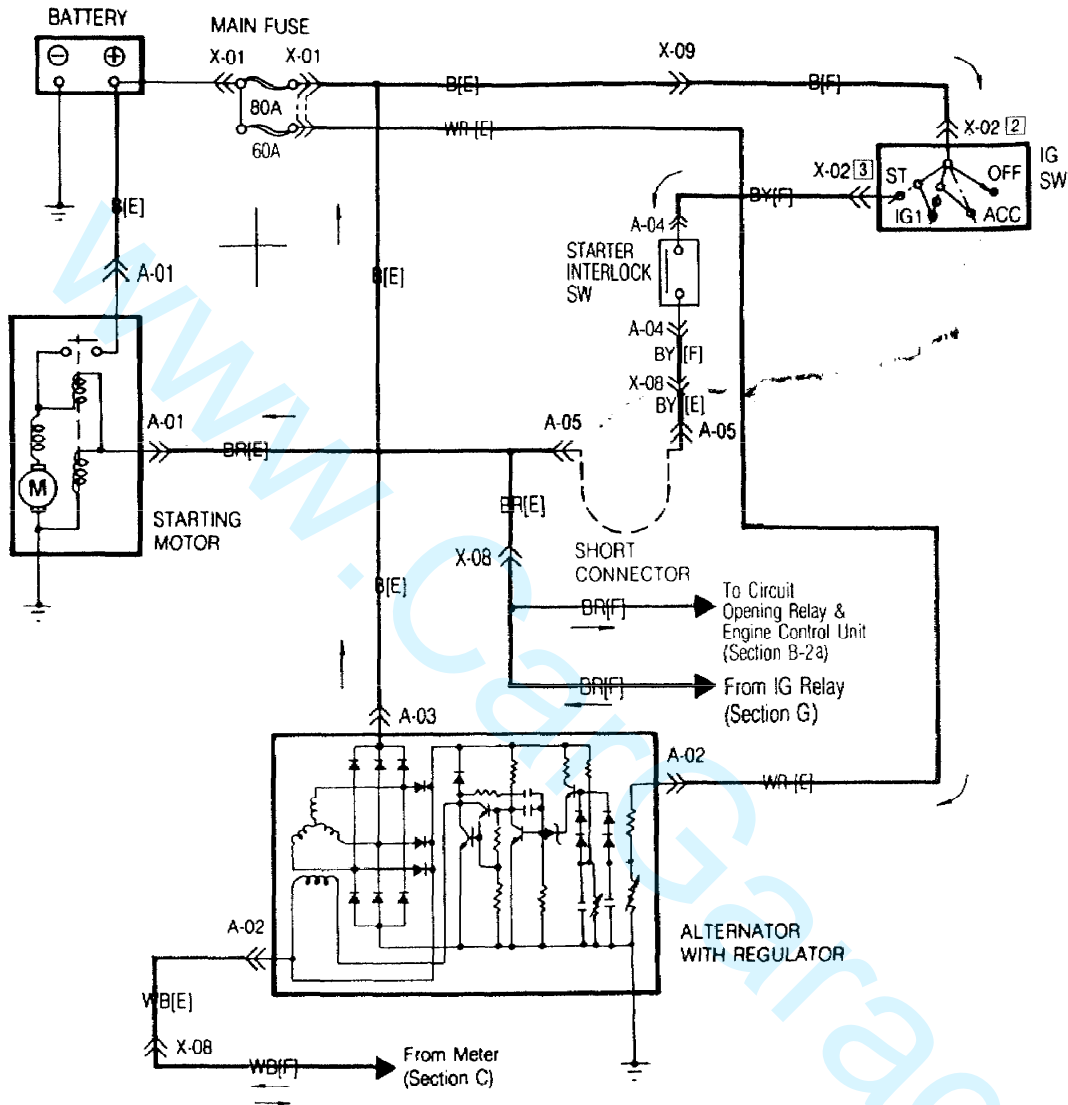 BATTERY
MAIN FUSE
X-01
X-01
X-09
80A
60A
B[E]
B[F]
WR[E]
X-02 2
X-02 3
IG
SW
ST
OFF
IG1
ACC
BY[F]
A-04
B[E]
A-01
STARTER
INTERLOCK
SW
B[E]
A-04
BY[F]
X-08
BY[E]
A-05
A-01
A-05
BR[E]
M
BR[E]
STARTING
MOTOR
X-08
SHORT
CONNECTOR
B[E]
BR[F]
To Circuit
Opening Relay &
Engine Control Unit
(Section B-2a)
BR[F]
From IG Relay
(Section G)
A-03
A-02
WR[E]
A-02
ALTERNATOR
WITH REGULATOR
WB[E]
X-08
WB[F]
From Meter
(Section C)